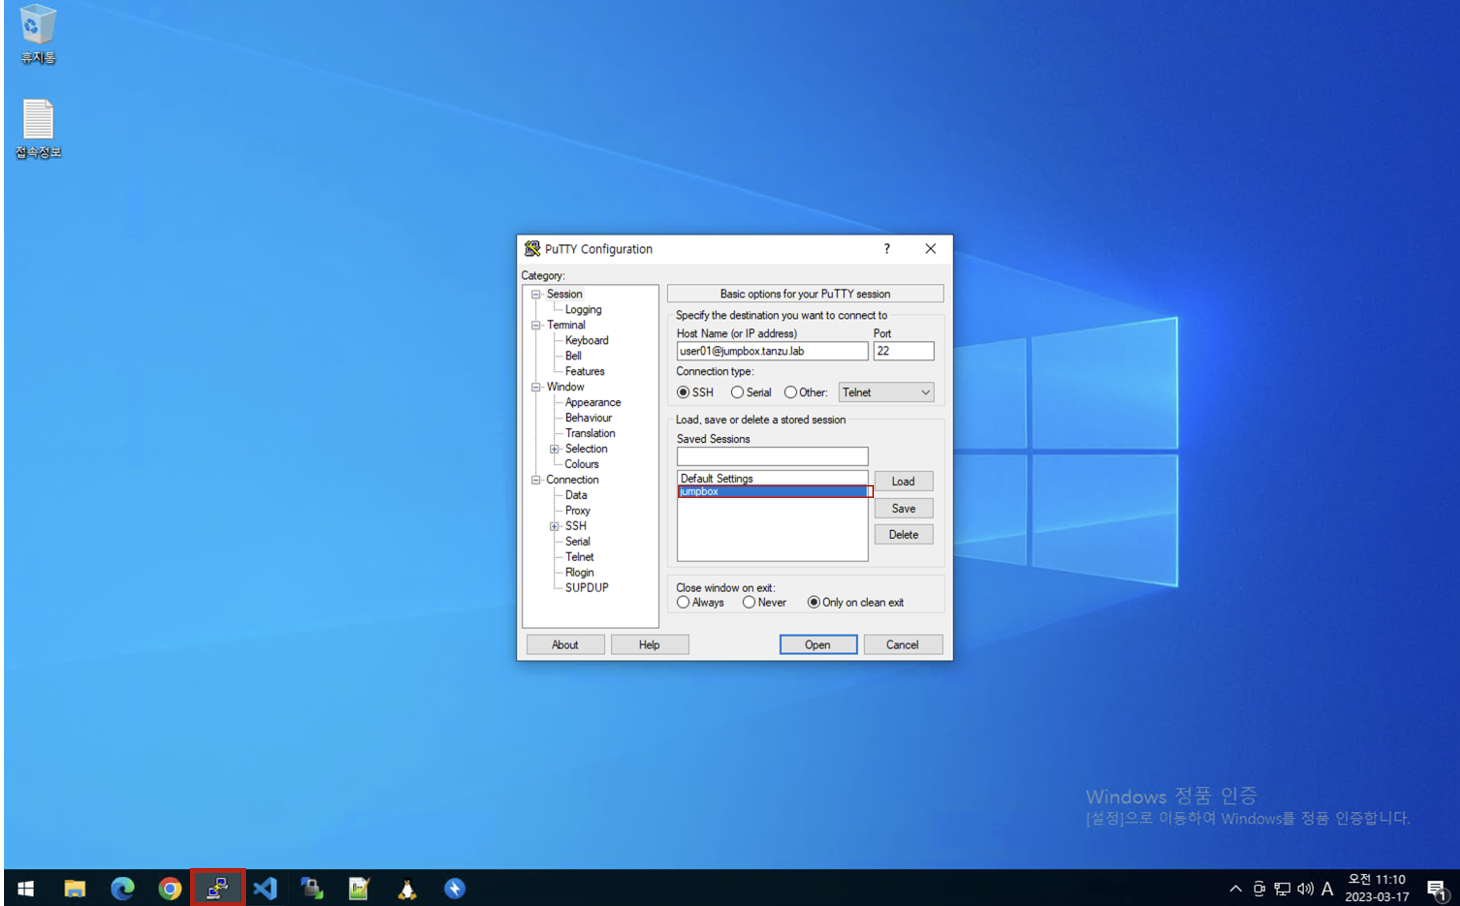 휴지통
접속정보
PuTTY Configuration
?
Category:
Session
Logging
Terminal
Keyboard
Bell
Features
Window
Appearance
Behaviour
Translation
Selection
Colours
Connection
Data
Proxy
SSH
Serial
Telnet
Rlogin
SUPDUP
Basic options for your PuTTY session
Specify the destination you want to connect to
Host Name (or IP address) Port
user01@jumpbox.tanzu.lab 22
Connection type:
SSH Serial Other: Telnet
Load, save or delete a stored session
Saved Sessions
Default Settings
jumpbox
Load
Save
Delete
Close window on exit:
Always Never Only on clean exit
About Help Open Cancel
Windows 정품 인증
[설정]으로 이동하여 Windows를 정품 인증합니다.
A
오전 11:10
2023-03-17
1